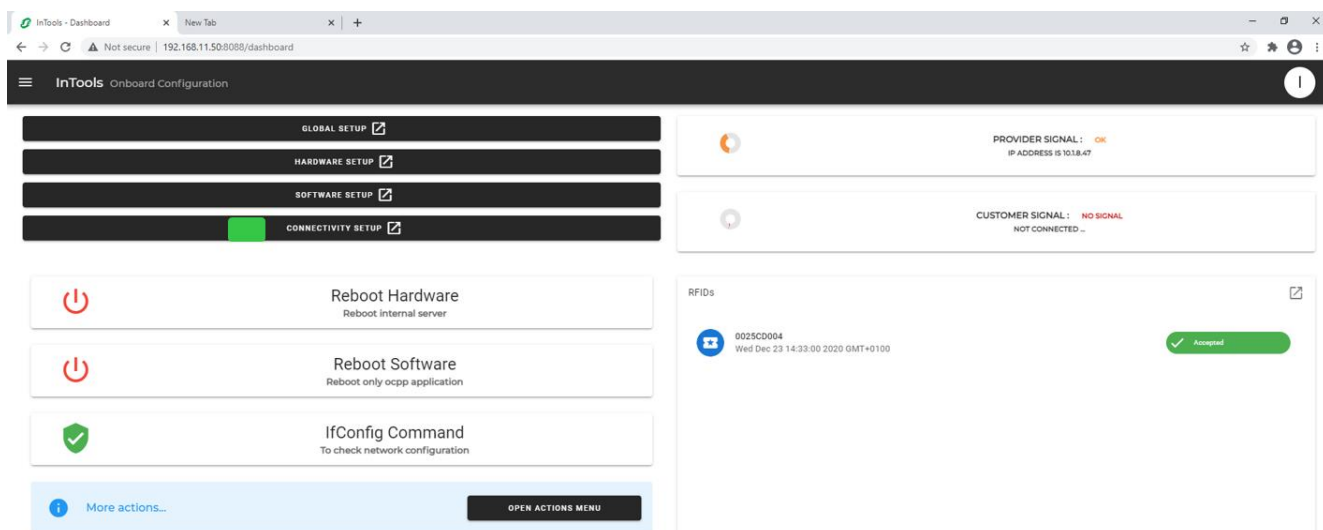 InTools - Dashboard
New Tab
Not secure | 192.168.11.50:8088/dashboard
InTools Onboard Configuration
I
GLOBAL SETUP
HARDWARE SETUP
SOFTWARE SETUP
CONNECTIVITY SETUP
PROVIDER SIGNAL : OK
IP ADDRESS IS 10.1.8.47
CUSTOMER SIGNAL : NO SIGNAL
NOT CONNECTED ...
Reboot Hardware
Reboot internal server
Reboot Software
Reboot only ocpp application
IfConfig Command
To check network configuration
More actions...
OPEN ACTIONS MENU
RFIDs
0025CD004
Wed Dec 23 14:33:00 2020 GMT+0100
Accepted